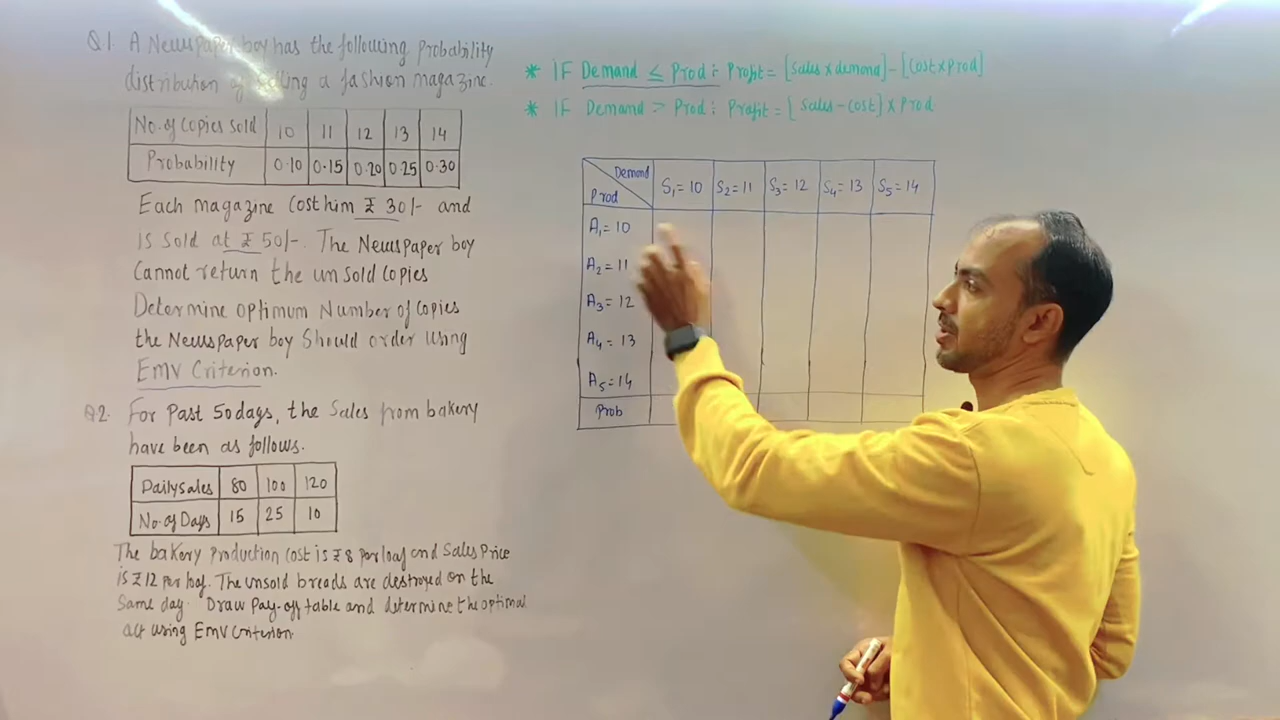 Q1. A Newspaper boy has the following Probability
distribution of selling a fashion magazine.
No. of Copies Sold 10 11 12 13 14
Probability 0.10 0.15 0.20 0.25 0.30
Each magazine Cost him ₹ 30/- and
is Sold at ₹ 50/-. The Newspaper boy
Cannot return the unsold copies
Determine Optimum Number of Copies
the Newspaper boy Should order Using
EMV Criterion.
Q2. For Past 50 days, the Sales from bakery
have been as follows.
Daily sales 80 100 120
No. of Days 15 25 10
The bakery Production cost is ₹ 8 Per loaf and Sales Price
is ₹ 12 Per loaf. The unsold breads are destroyed on the
Same day. Draw Pay-off table and determine the optimal
act using EMV Criterion.
* IF Demand ≤ Prod : Profit = [Sales x demand] - [Cost x Prod]
* IF Demand > Prod : Profit = [Sales - Cost] x Prod
Demand
Prod
S₁ = 10 S₂ = 11 S₃ = 12 S₄ = 13 S₅ = 14
A₁ = 10
A₂ = 11
A₃ = 12
A₄ = 13
A₅ = 14
Prob